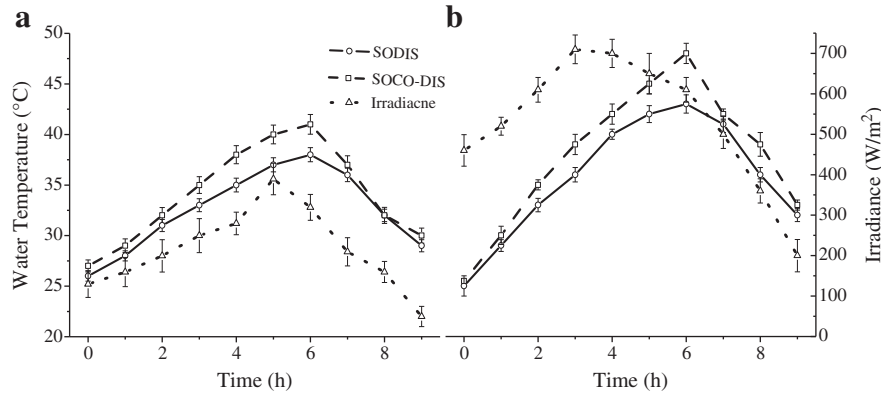 a
b
50
45
40
35
30
25
20
Water Temperature (°C)
0 2 4 6 8
Time (h)
SODIS
SOCO-DIS
Irradiacne
0 2 4 6 8
Time (h)
700
600
500
400
300
200
100
0
Irradiance (W/m²)